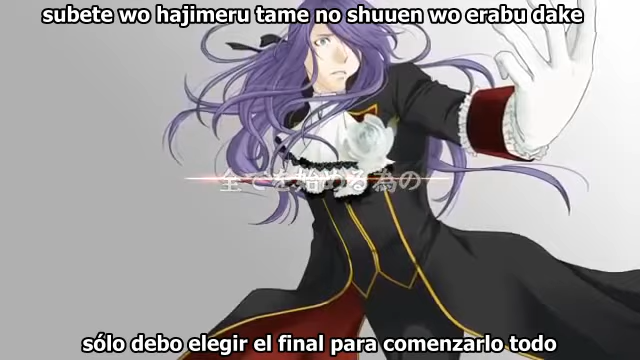 subete wo hajimeru tame no shuuen wo erabu dake
全てを始める為の
sólo debo elegir el final para comenzarlo todo